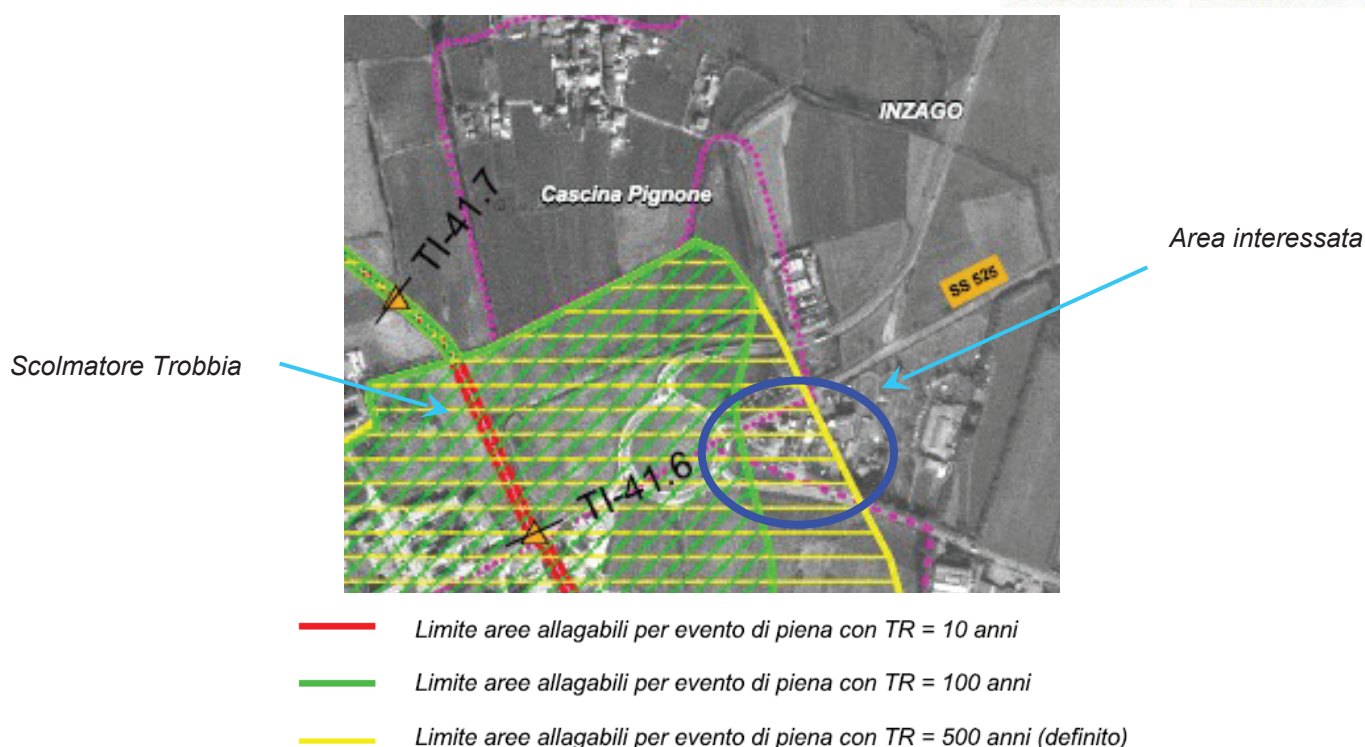 INZAGO
Cascina Pignone
TI-41.7
Area interessata
SS 525
Scolmatore Trobbia
TI-41.6
Limite aree allagabili per evento di piena con TR = 10 anni
Limite aree allagabili per evento di piena con TR = 100 anni
Limite aree allagabili per evento di piena con TR = 500 anni (definito)